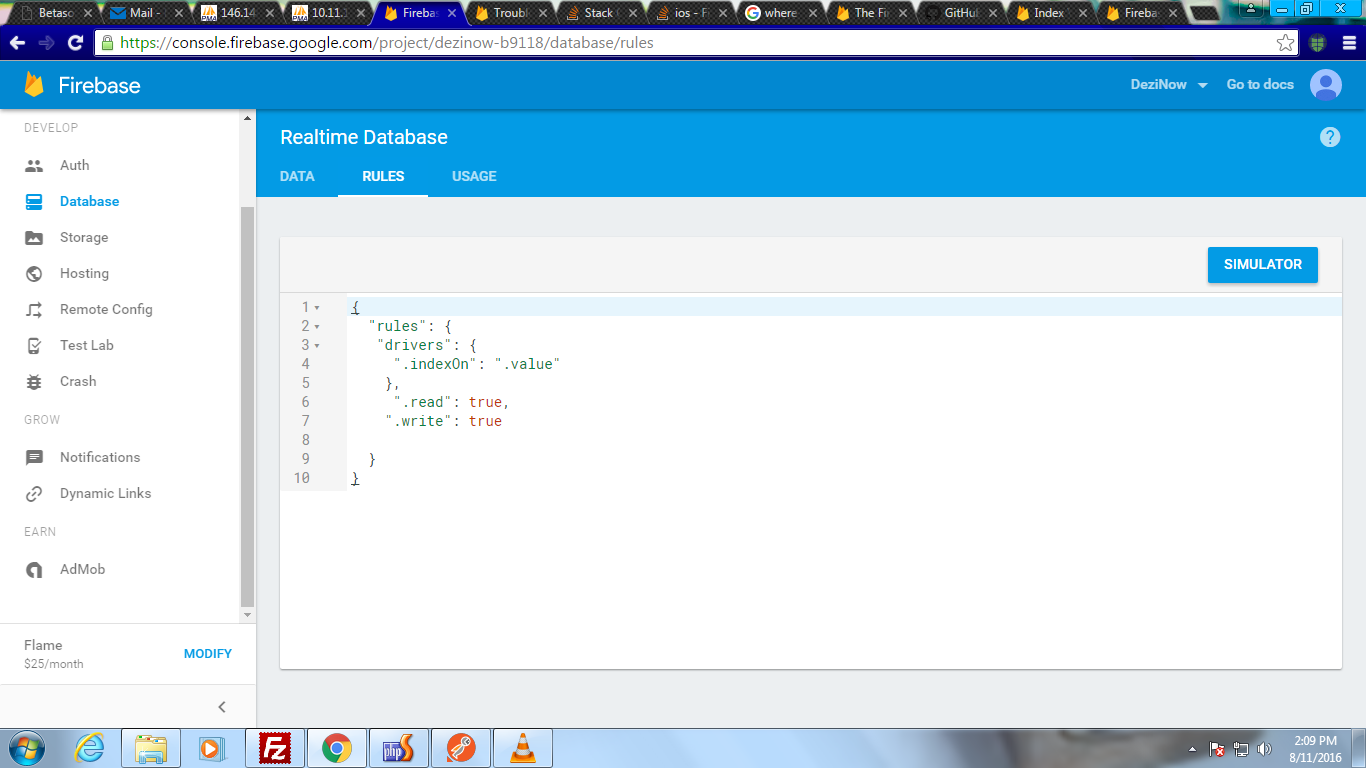 Betaso
Mail -
146.14
10.11.1
Firebas
Troubl
Stack
ios - F
where
The Fi
GitHub
Index
Fireba
https://console.firebase.google.com/project/dezinow-b9118/database/rules
Firebase
DeziNow
Go to docs
DEVELOP
Auth
Database
Storage
Hosting
Remote Config
Test Lab
Crash
GROW
Notifications
Dynamic Links
EARN
AdMob
Flame
$25/month
MODIFY
Realtime Database
?
DATA RULES USAGE
SIMULATOR
1 {
2 "rules": {
3 "drivers": {
4 ".indexOn": ".value"
5 },
6 ".read": true,
7 ".write": true
8
9 }
10 }
2:09 PM
8/11/2016